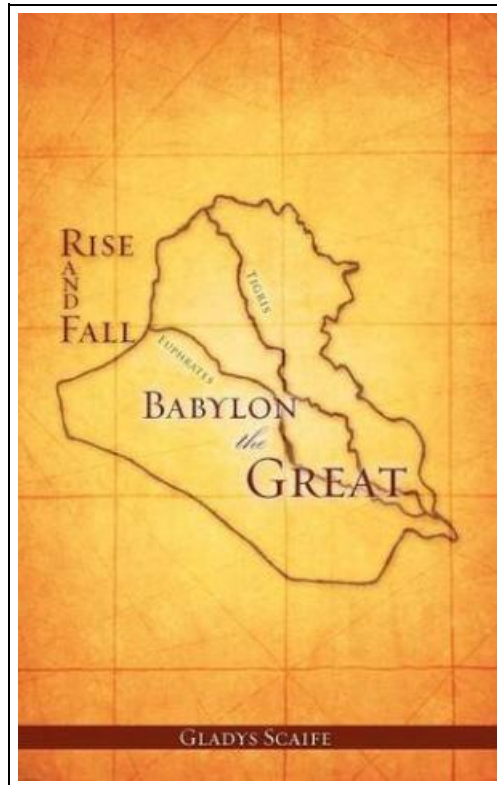 RISE
AND
FALL
TIGRIS
EUPHRATES
BABYLON
the
GREAT
GLADYS SCAIFE